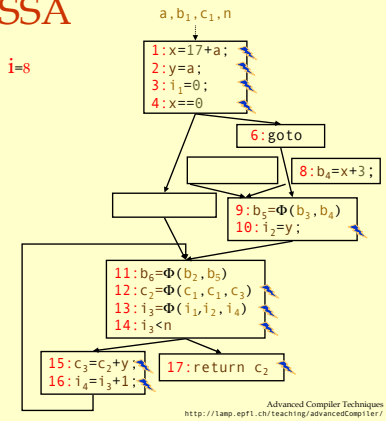 SSA
i=8
a,b₁,c₁,n
1:x=17+a;
2:y=a;
3:i₁=0;
4:x==0
6:goto
8:b₄=x+3;
9:b₅=Φ(b₃,b₄)
10:i₂=y;
11:b₆=Φ(b₂,b₅)
12:c₂=Φ(c₁,c₁,c₃)
13:i₃=Φ(i₁,i₂,i₄)
14:i₃<n
15:c₃=c₂+y;
16:i₄=i₃+1;
17:return c₂
Advanced Compiler Techniques
http://lamp.epfl.ch/teaching/advancedCompiler/